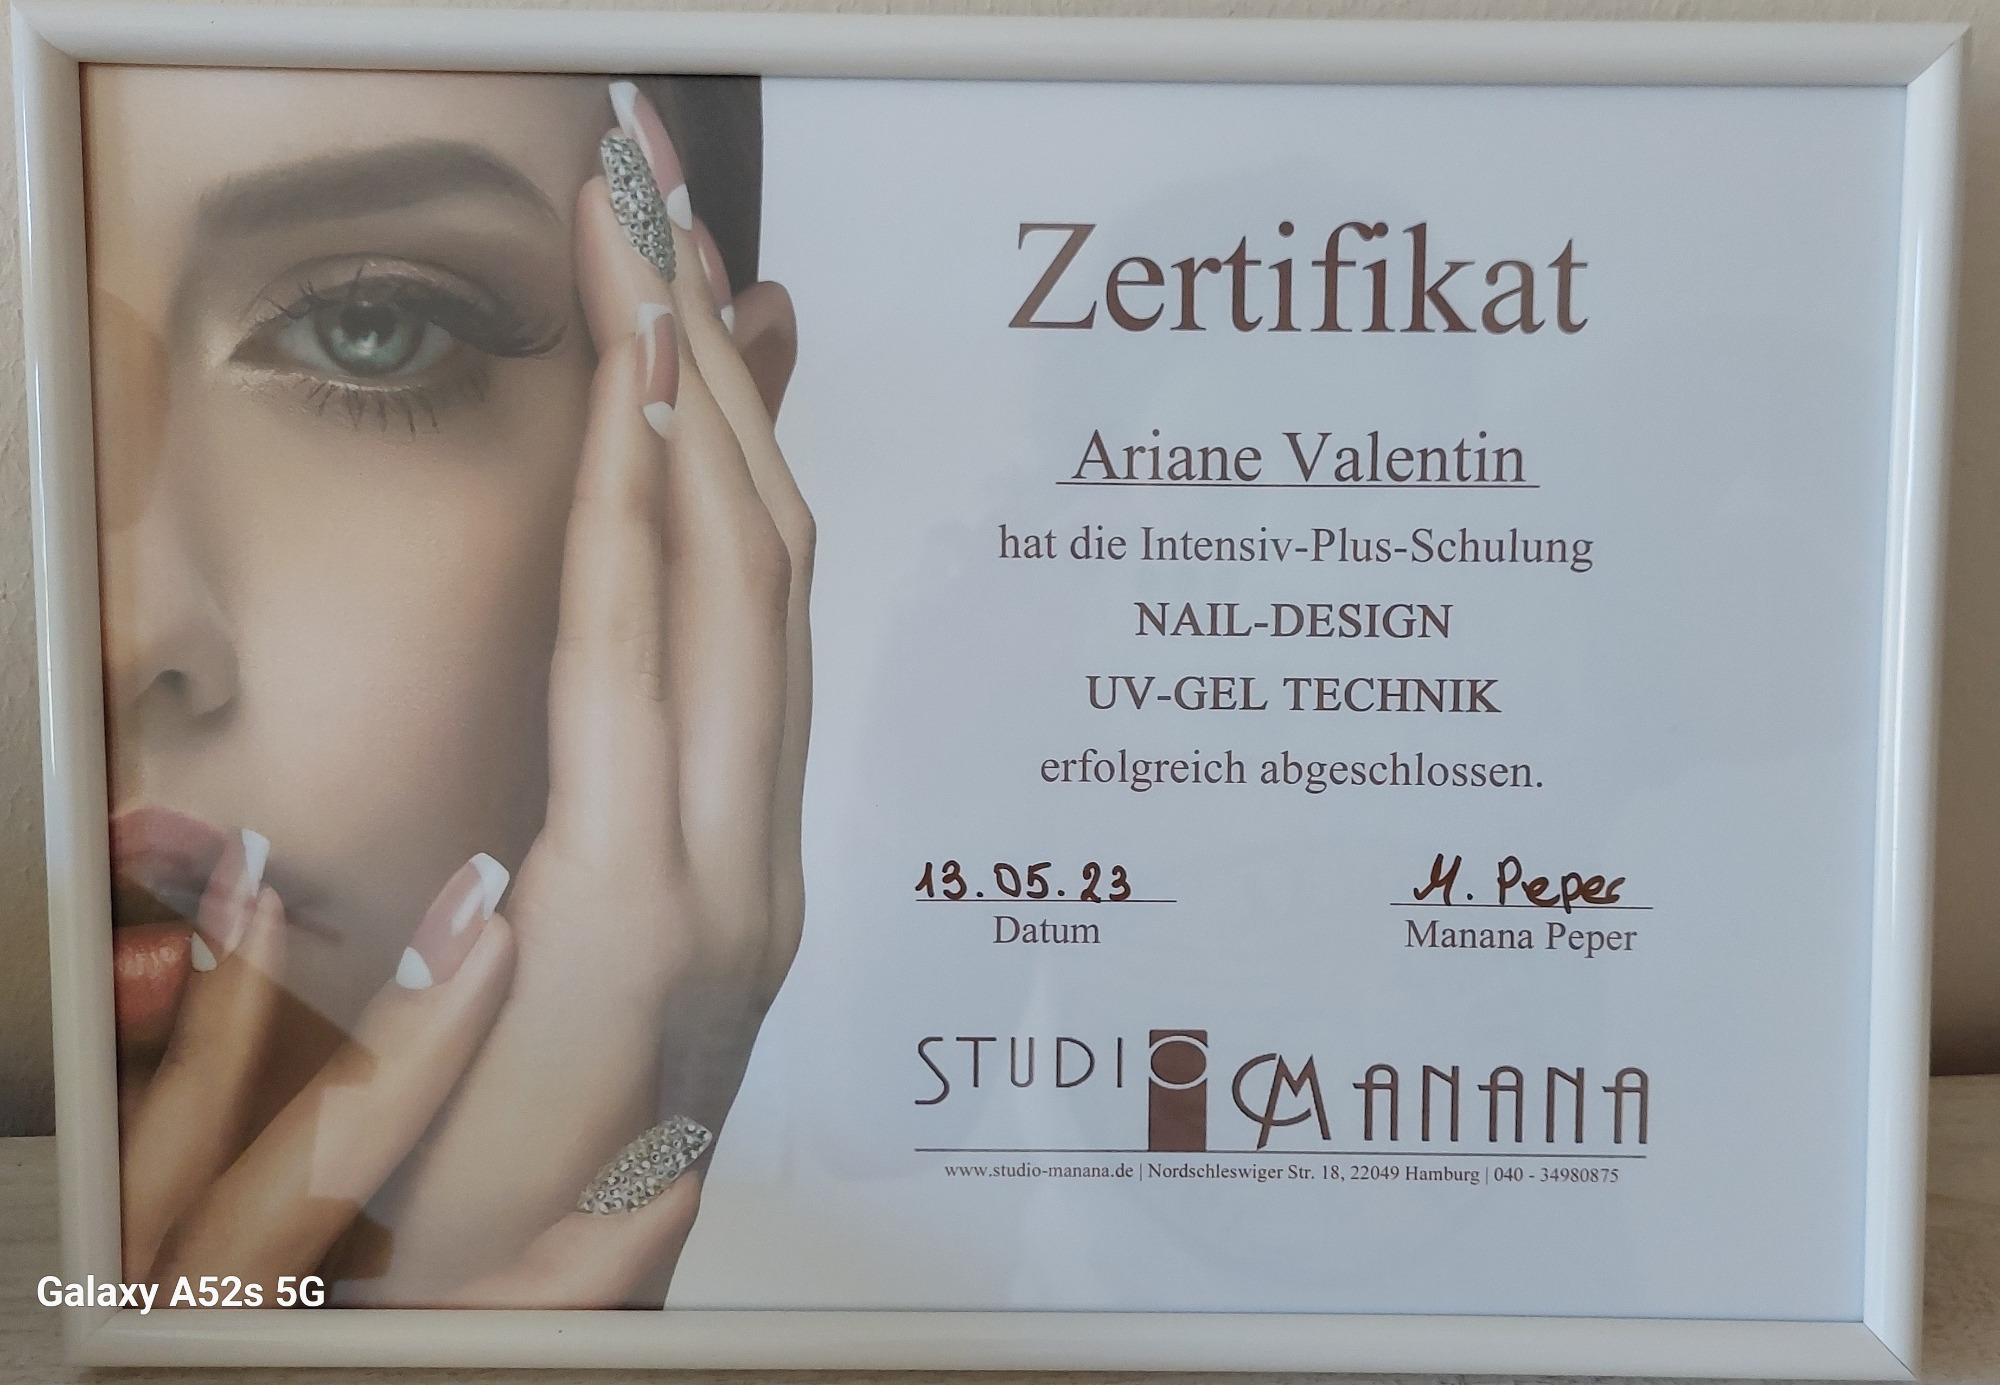 Zertifikat
Ariane Valentin
hat die Intensiv-Plus-Schulung
NAIL-DESIGN
UV-GEL TECHNIK
erfolgreich abgeschlossen.
13.05.23 M. Peper
Datum Manana Peper
STUDIO MANANA
www.studio-manana.de | Nordschleswiger Str. 18, 22049 Hamburg | 040 - 34980875
Galaxy A52s 5G